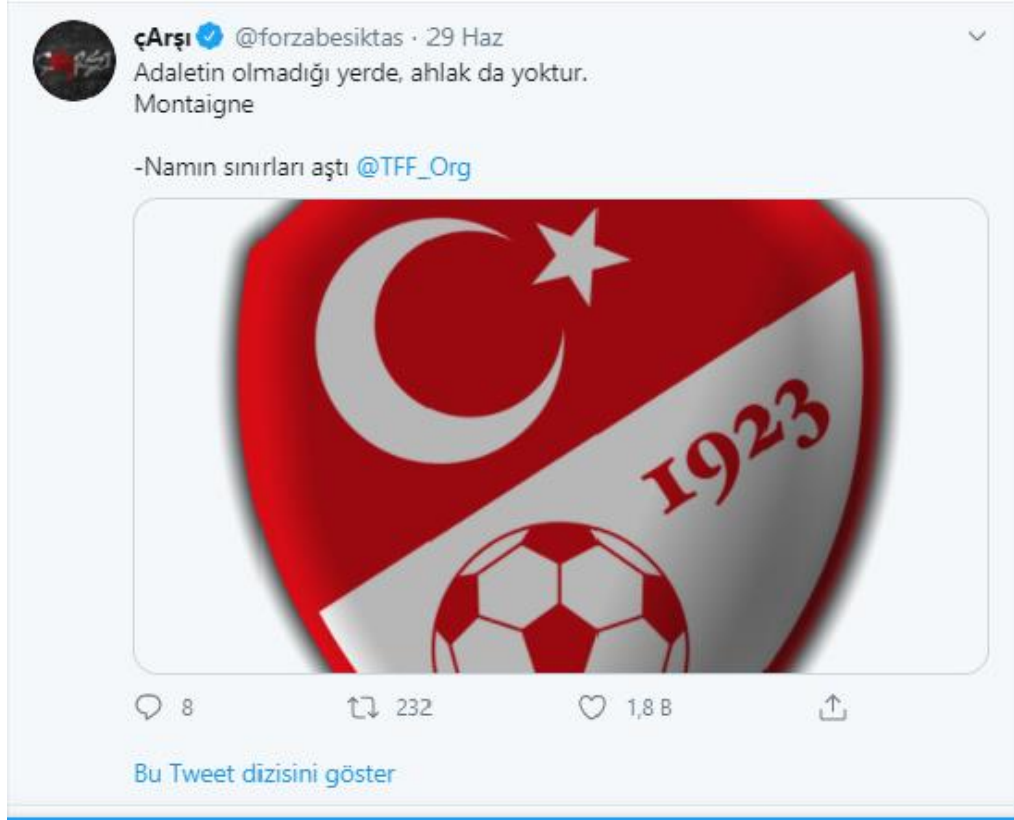 çArşı @forzabesiktas · 29 Haz
Adaletin olmadığı yerde, ahlak da yoktur.
Montaigne
-Namın sınırları aştı @TFF_Org
1923
8 232 1,8 B
Bu Tweet dizisini göster